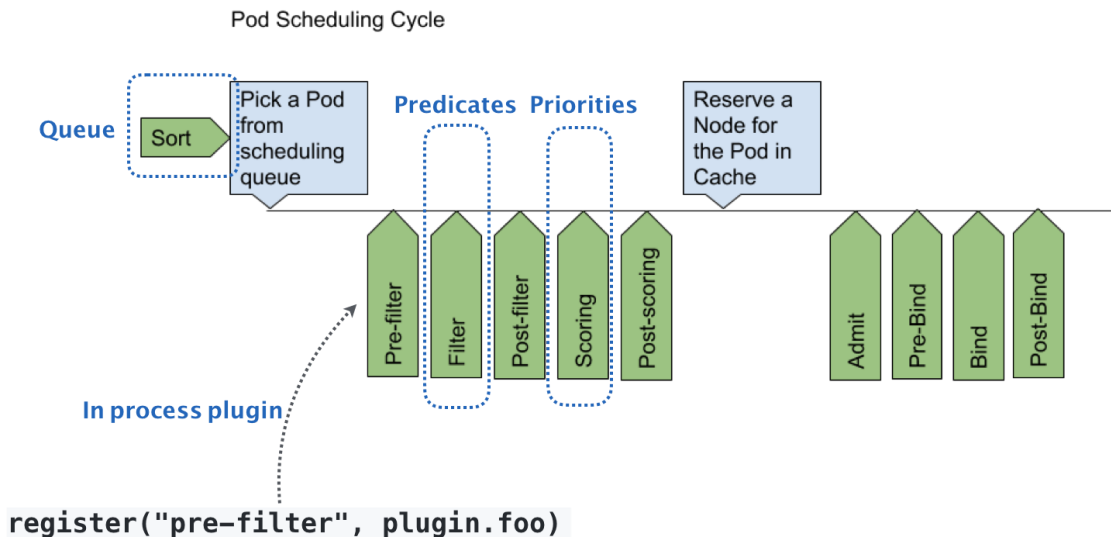 Pod Scheduling Cycle
Queue
Sort
Pick a Pod
from
scheduling
queue
Predicates
Priorities
Reserve a
Node for
the Pod in
Cache
Pre-filter
Filter
Post-filter
Scoring
Post-scoring
Admit
Pre-Bind
Bind
Post-Bind
In process plugin
register("pre-filter", plugin.foo)